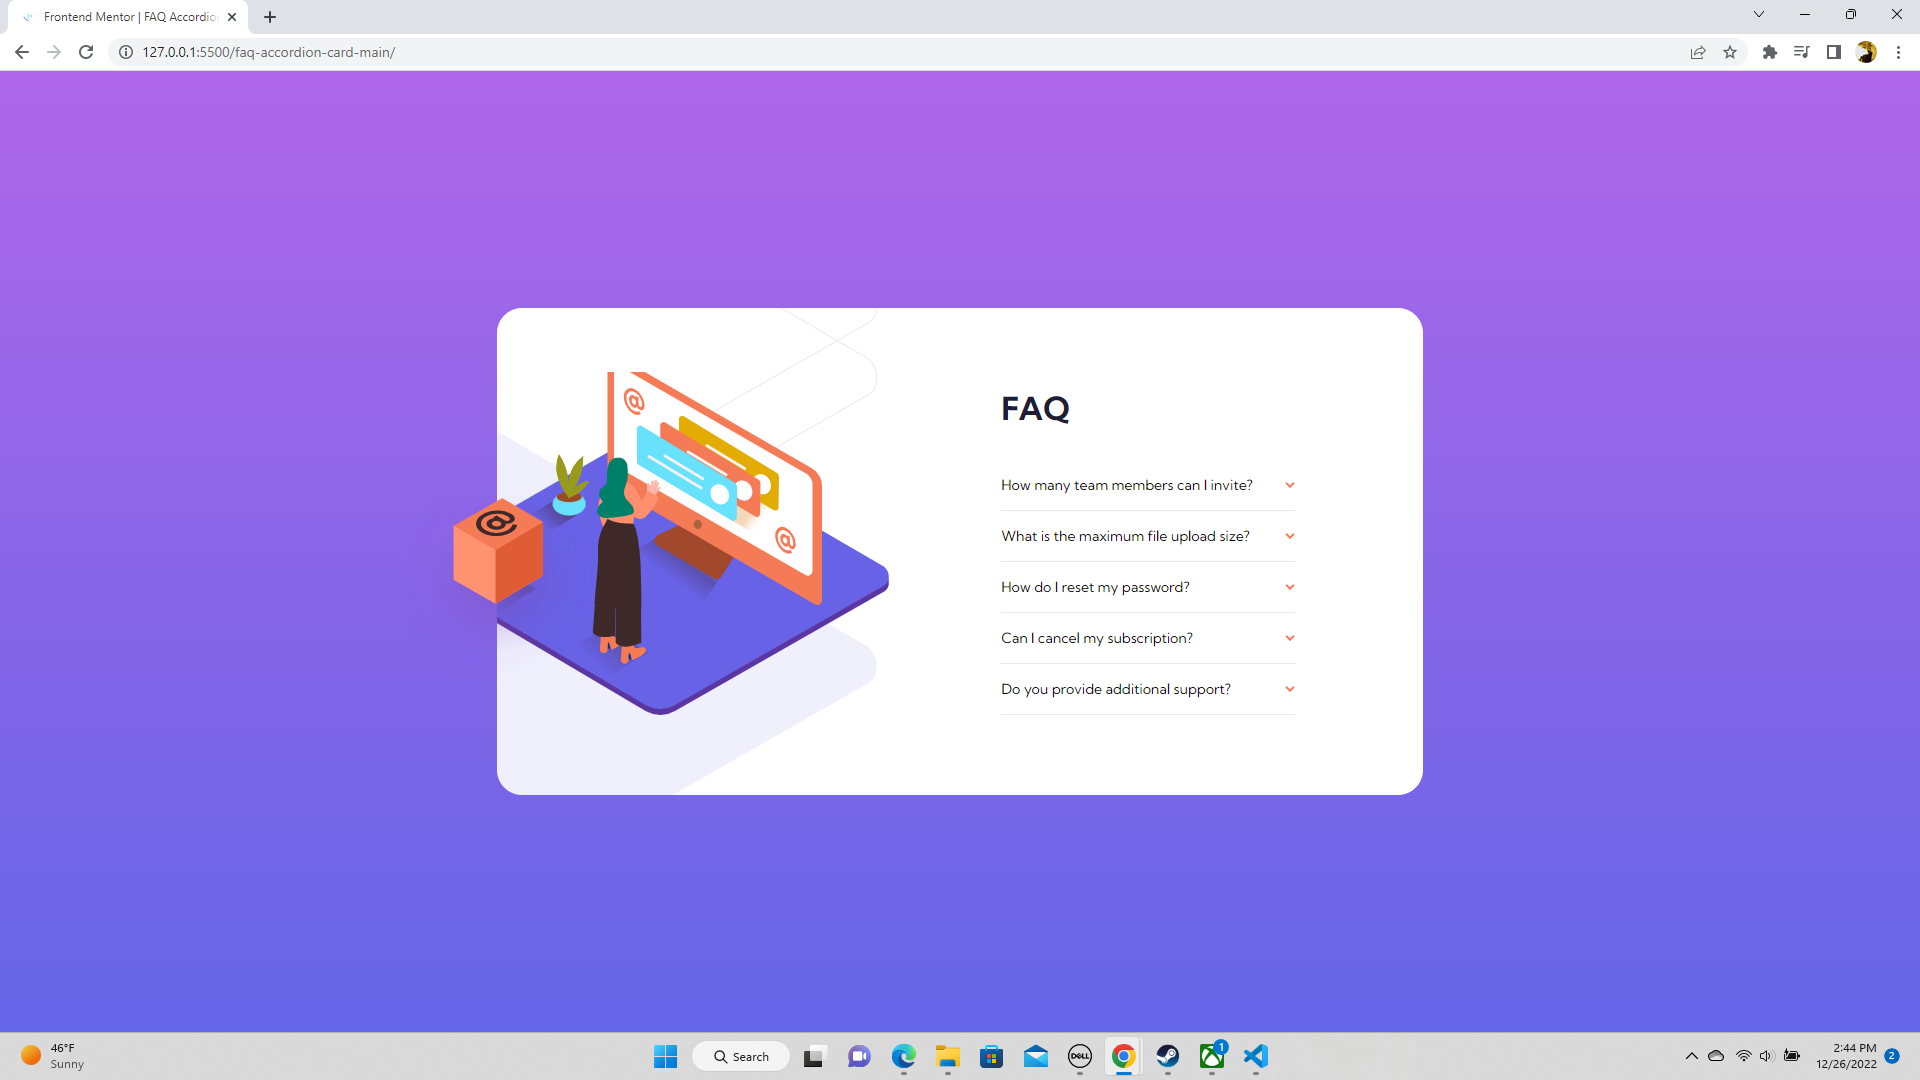 Frontend Mentor | FAQ Accordio
127.0.0.1:5500/faq-accordion-card-main/
FAQ
How many team members can I invite?
What is the maximum file upload size?
How do I reset my password?
Can I cancel my subscription?
Do you provide additional support?
@
@
@
46°F
Sunny
Search
DELL
1
2:44 PM
12/26/2022
2